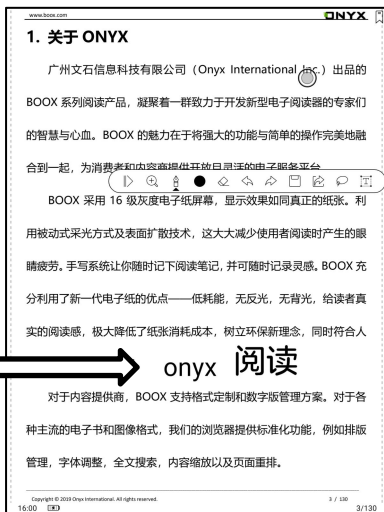 www.boox.com
ONYX
1. 关于 ONYX
广州文石信息科技有限公司（Onyx International Inc.）出品的
BOOX 系列阅读产品，凝聚着一群致力于开发新型电子阅读器的专家们
的智慧与心血。BOOX 的魅力在于将强大的功能与简单的操作完美地融
合到一起，为消费者和内容商提供开放且灵活的电子服务平台
BOOX 采用 16 级灰度电子纸屏幕，显示效果如同真正的纸张。利
用被动式采光方式及表面扩散技术，这大大减少使用者阅读时产生的眼
睛疲劳。手写系统让你随时记下阅读笔记，并可随时记录灵感。BOOX 充
分利用了新一代电子纸的优点——低耗能，无反光，无背光，给读者真
实的阅读感，极大降低了纸张消耗成本，树立环保新理念，同时符合人
onyx 阅读
对于内容提供商，BOOX 支持格式定制和数字版管理方案。对于各
种主流的电子书和图像格式，我们的浏览器提供标准化功能，例如排版
管理，字体调整，全文搜索，内容缩放以及页面重排。
Copyright © 2019 Onyx International. All rights reserved.
3 / 130
16:00
3/130